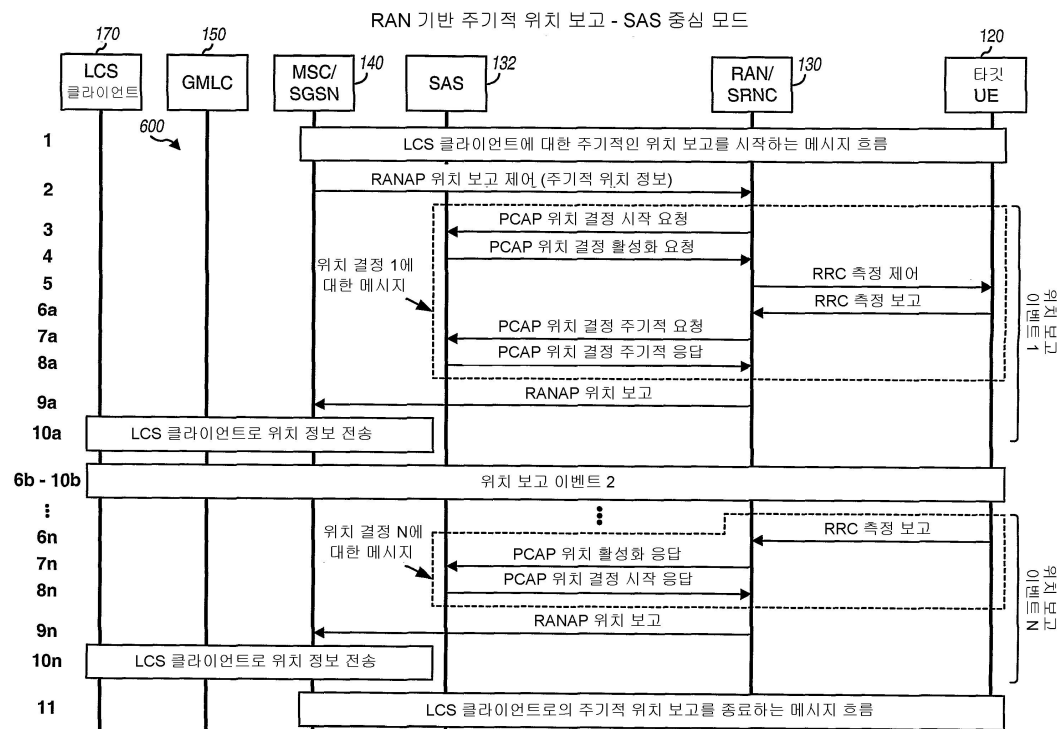 RAN 기반 주기적 위치 보고 - SAS 중심 모드
170
150
140
132
130
120
LCS
클라이언트
GMLC
MSC/
SGSN
SAS
RAN/
SRNC
타깃
UE
600
1
LCS 클라이언트에 대한 주기적인 위치 보고를 시작하는 메시지 흐름
2
RANAP 위치 보고 제어 (주기적 위치 정보)
3
PCAP 위치 결정 시작 요청
4
PCAP 위치 결정 활성화 요청
위치 결정 1에
대한 메시지
5
RRC 측정 제어
6a
RRC 측정 보고
7a
PCAP 위치 결정 주기적 요청
8a
PCAP 위치 결정 주기적 응답
위치 보고
이벤트 1
9a
RANAP 위치 보고
10a
LCS 클라이언트로 위치 정보 전송
6b - 10b
위치 보고 이벤트 2
6n
RRC 측정 보고
위치 결정 N에
대한 메시지
7n
PCAP 위치 활성화 응답
8n
PCAP 위치 결정 시작 응답
위치 보고
이벤트 N
9n
RANAP 위치 보고
10n
LCS 클라이언트로 위치 정보 전송
11
LCS 클라이언트로의 주기적 위치 보고를 종료하는 메시지 흐름